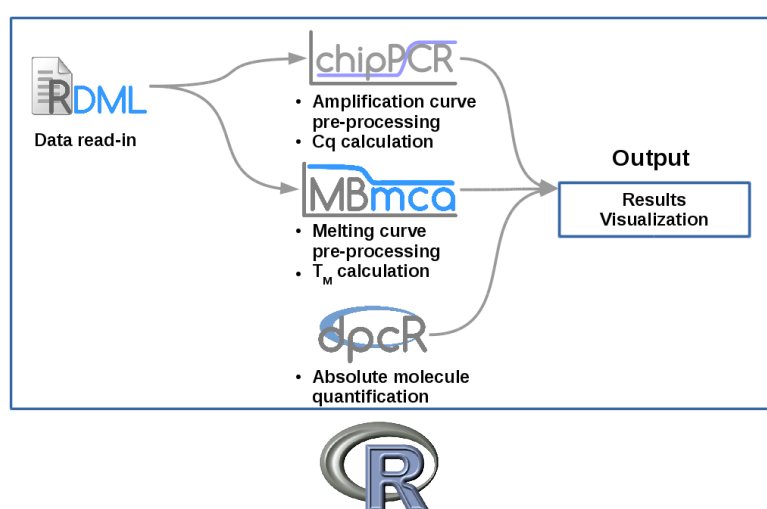 RDML
Data read-in
chipPCR
• Amplification curve
pre-processing
• Cq calculation
MBmca
• Melting curve
pre-processing
• TM calculation
dpcR
• Absolute molecule
quantification
Output
Results
Visualization
R